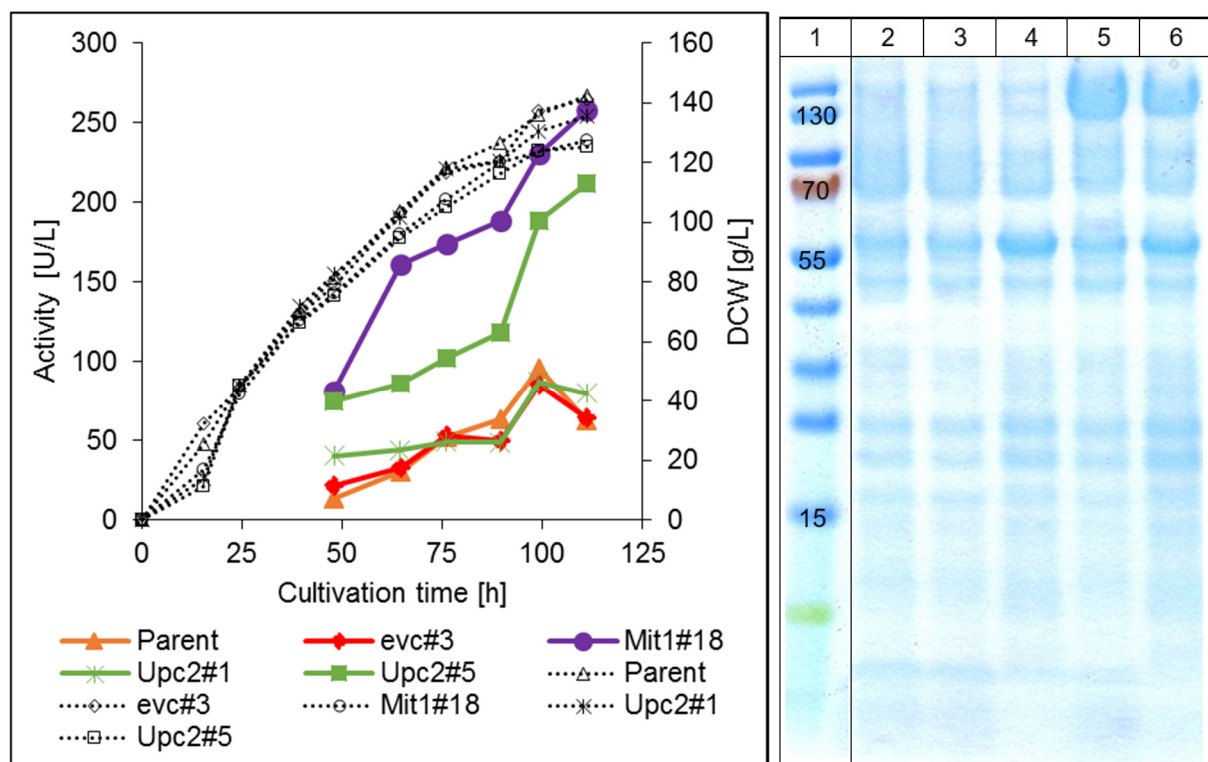 300
250
200
150
100
50
0
Activity [U/L]
160
140
120
100
80
60
40
20
0
DCW [g/L]
0 25 50 75 100 125
Cultivation time [h]
Parent evc#3 Mit1#18
Upc2#1 Upc2#5 Parent
evc#3 Mit1#18 Upc2#1
Upc2#5
1 2 3 4 5 6
130
70
55
15